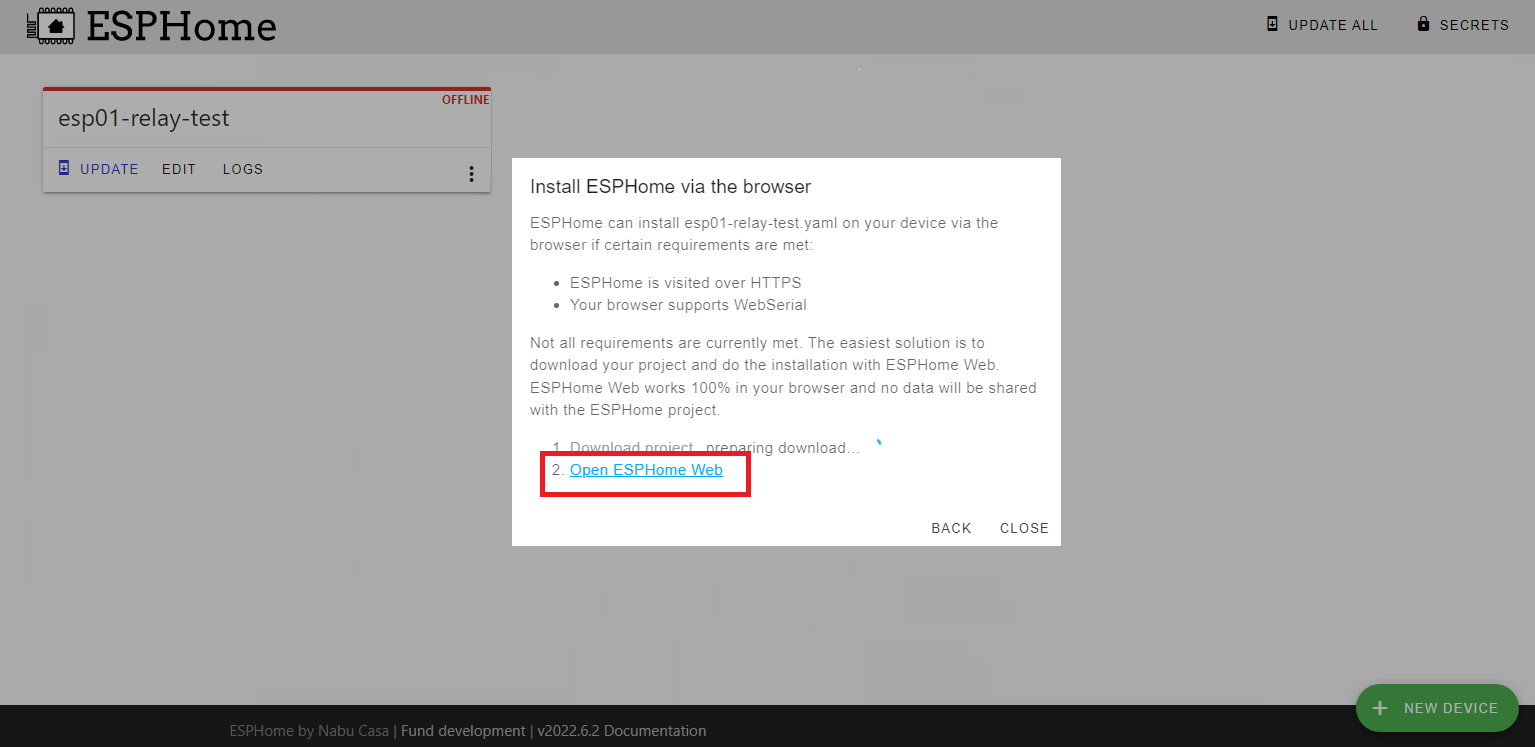 ESPHome
UPDATE ALL
SECRETS
OFFLINE
esp01-relay-test
UPDATE
EDIT
LOGS
Install ESPHome via the browser
ESPHome can install esp01-relay-test.yaml on your device via the
browser if certain requirements are met:
• ESPHome is visited over HTTPS
• Your browser supports WebSerial
Not all requirements are currently met. The easiest solution is to
download your project and do the installation with ESPHome Web.
ESPHome Web works 100% in your browser and no data will be shared
with the ESPHome project.
1. Download project preparing download...
2. Open ESPHome Web
BACK
CLOSE
+ NEW DEVICE
ESPHome by Nabu Casa | Fund development | v2022.6.2 Documentation